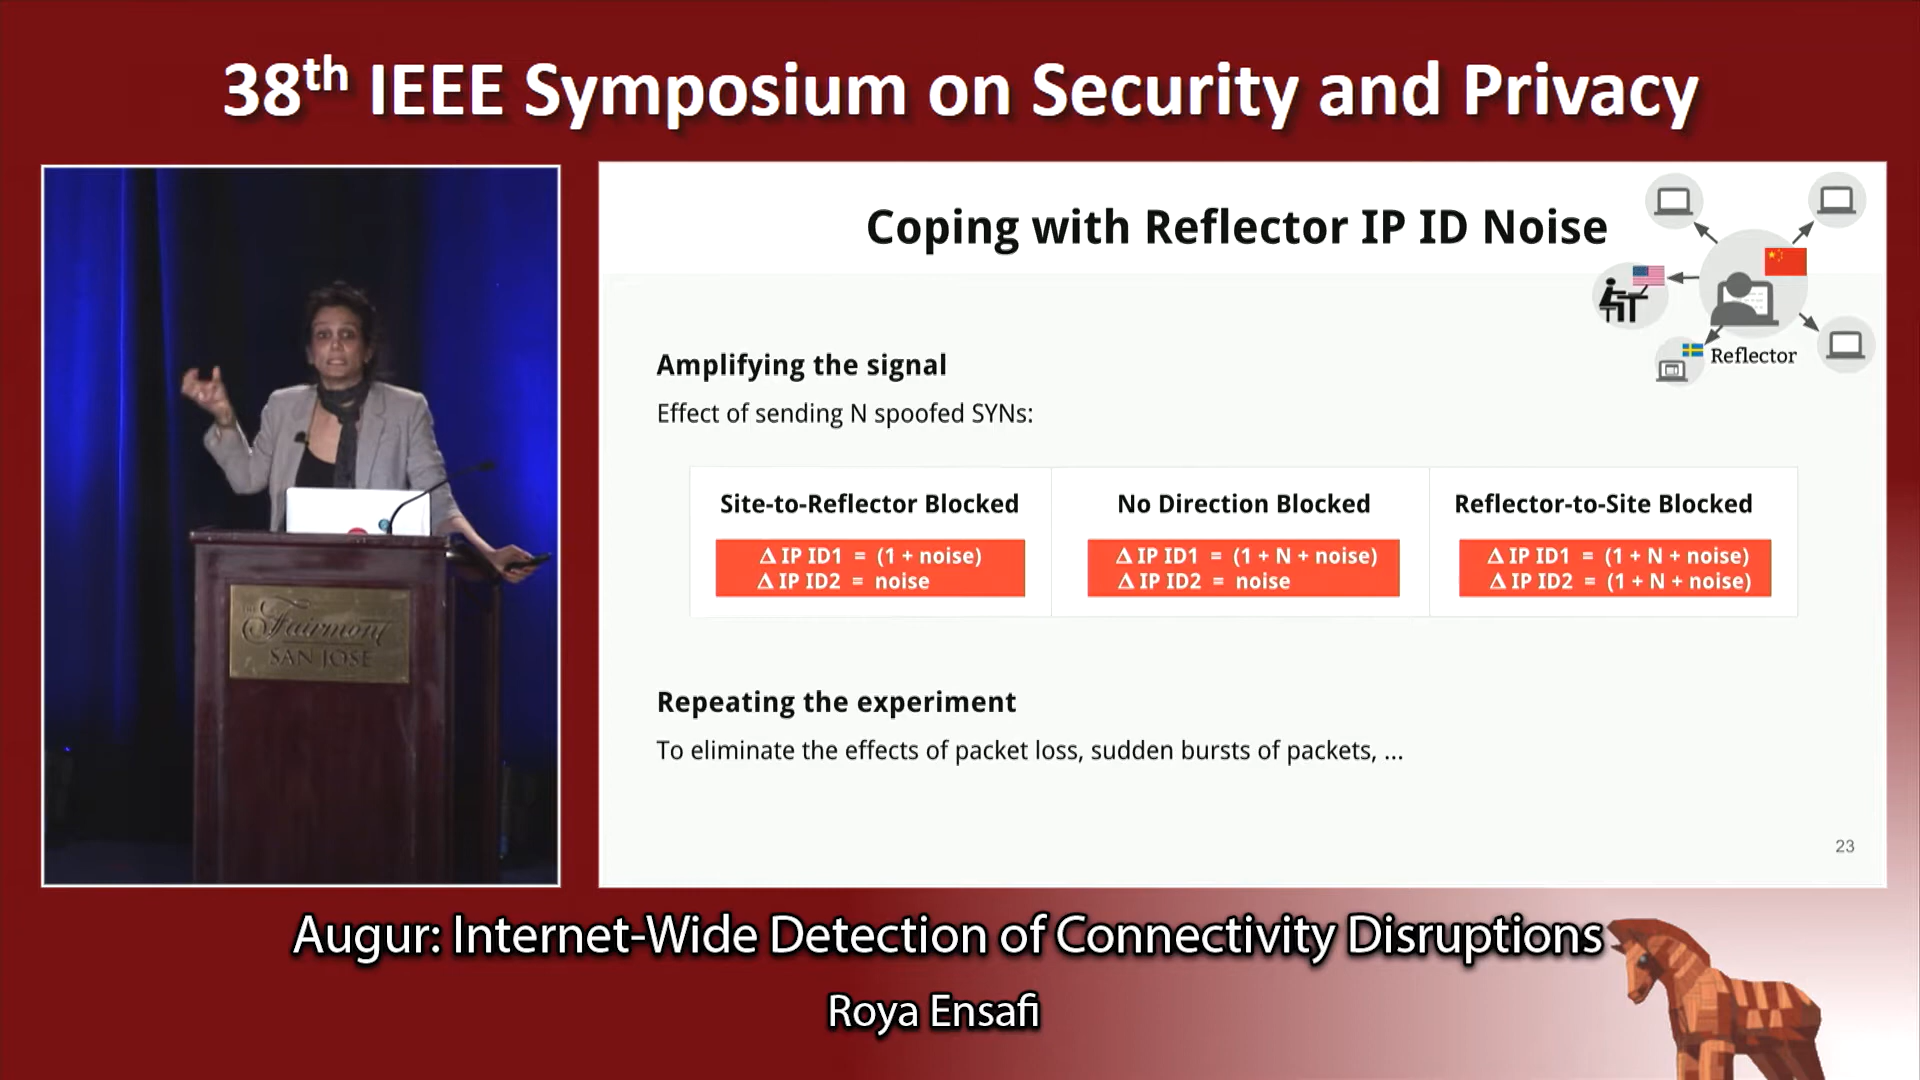 38th IEEE Symposium on Security and Privacy
Coping with Reflector IP ID Noise
Reflector
Amplifying the signal
Effect of sending N spoofed SYNs:
Site-to-Reflector Blocked
Δ IP ID1 = (1 + noise)
Δ IP ID2 = noise
No Direction Blocked
Δ IP ID1 = (1 + N + noise)
Δ IP ID2 = noise
Reflector-to-Site Blocked
Δ IP ID1 = (1 + N + noise)
Δ IP ID2 = (1 + N + noise)
Repeating the experiment
To eliminate the effects of packet loss, sudden bursts of packets, ...
23
THE
Fairmont
SAN JOSE
Augur: Internet-Wide Detection of Connectivity Disruptions
Roya Ensafi